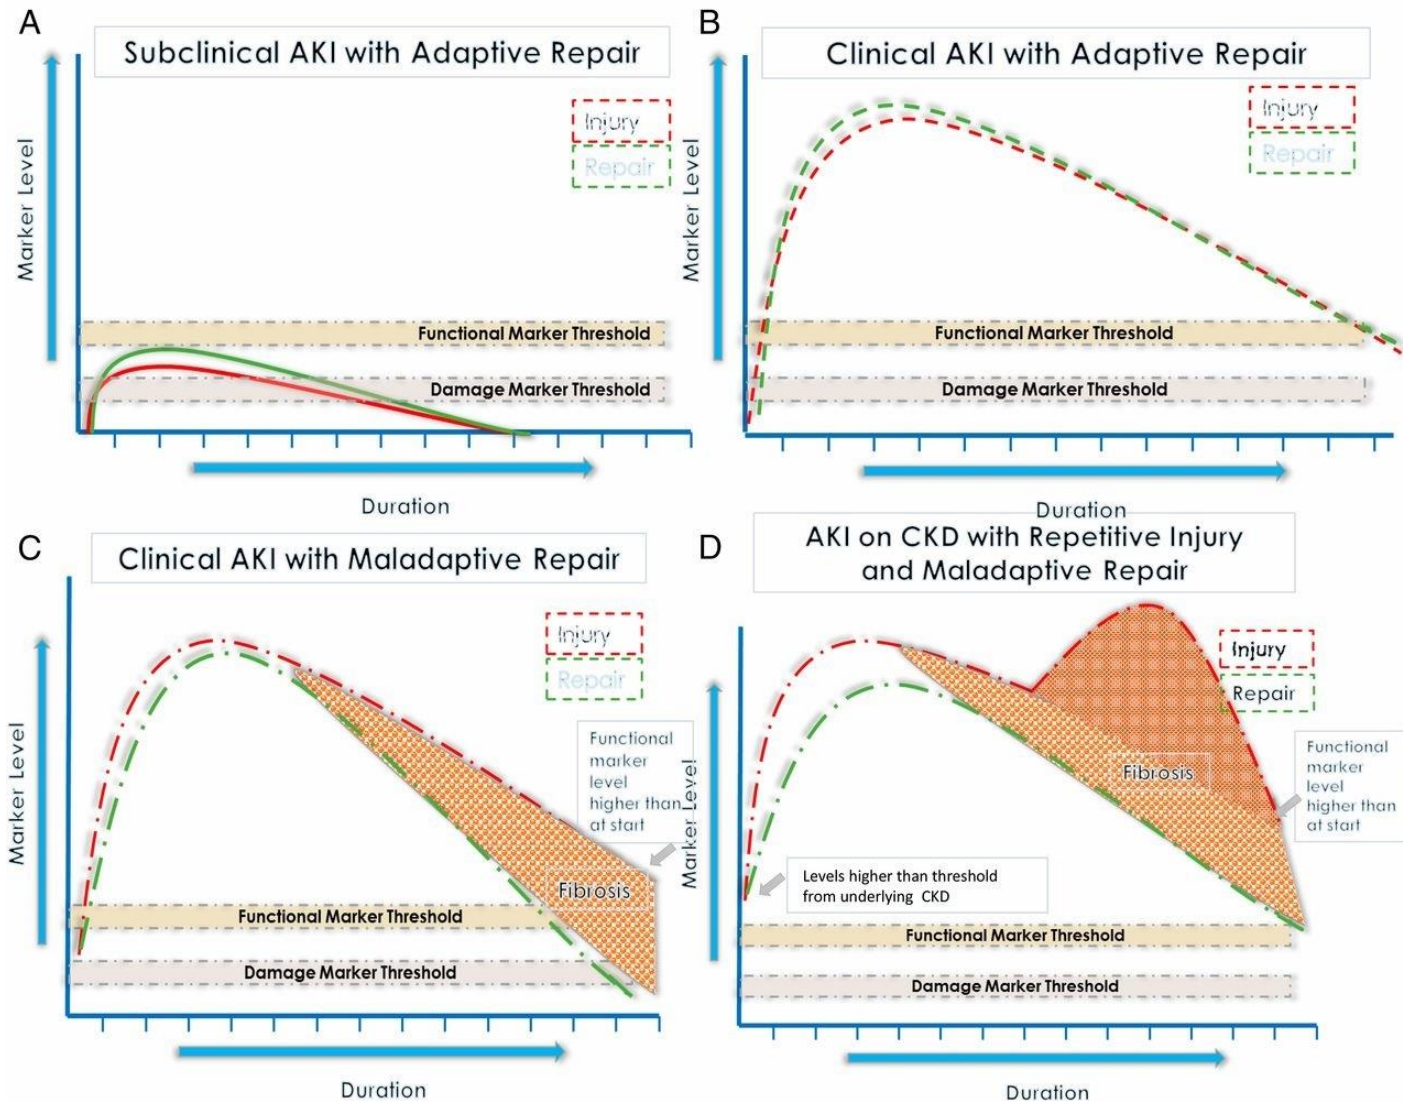 A
Subclinical AKI with Adaptive Repair
Injury
Repair
Marker Level
Functional Marker Threshold
Damage Marker Threshold
Duration
B
Clinical AKI with Adaptive Repair
Injury
Repair
Marker Level
Functional Marker Threshold
Damage Marker Threshold
Duration
C
Clinical AKI with Maladaptive Repair
Injury
Repair
Functional
marker
level
higher than
at start
Marker Level
Fibrosis
Functional Marker Threshold
Damage Marker Threshold
Duration
D
AKI on CKD with Repetitive Injury
and Maladaptive Repair
Injury
Repair
Functional
marker
level
higher than
at start
Fibrosis
Marker Level
Levels higher than threshold
from underlying CKD
Functional Marker Threshold
Damage Marker Threshold
Duration